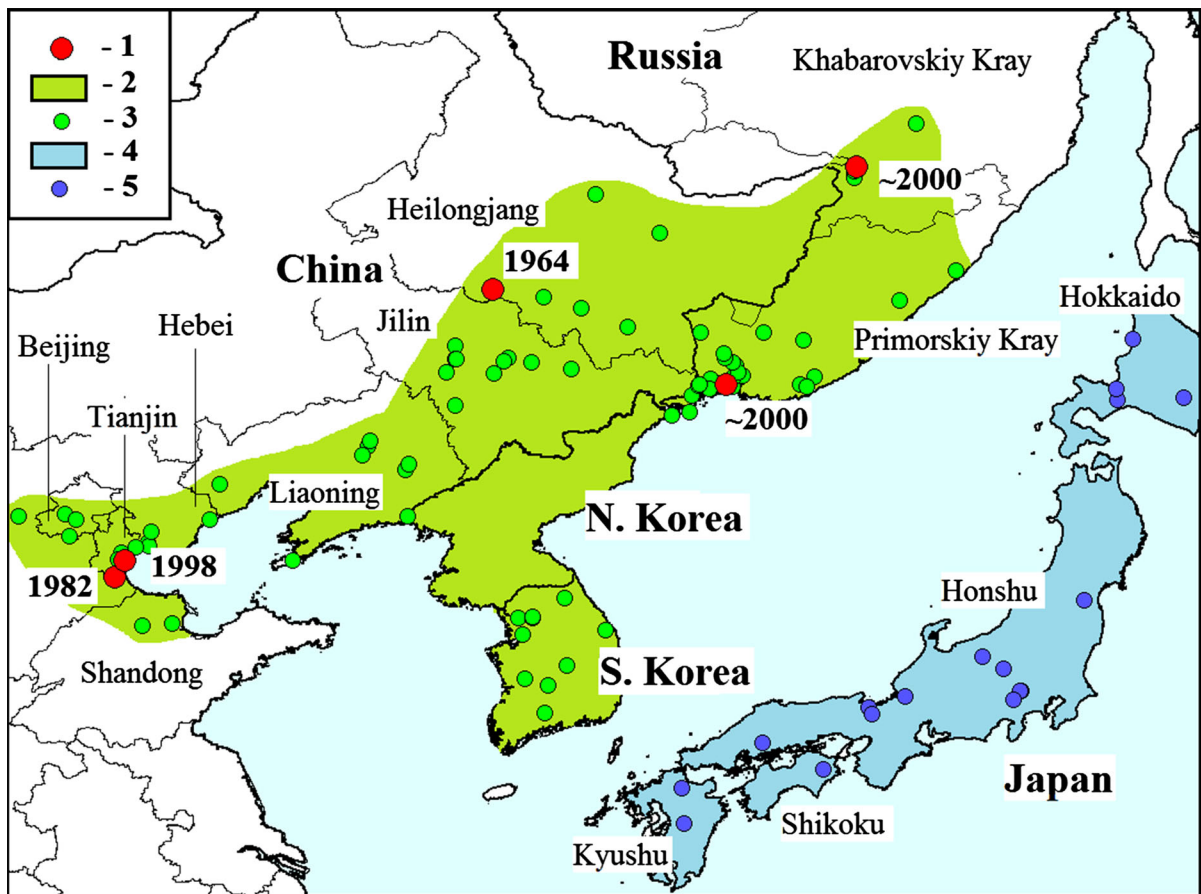 - 1
- 2
- 3
- 4
- 5
Russia
Khabarovskiy Kray
~2000
Heilongjang
China
1964
Jilin
Hebei
Beijing
Tianjin
Hokkaido
Primorskiy Kray
~2000
Liaoning
N. Korea
1998
1982
Honshu
Shandong
S. Korea
Japan
Shikoku
Kyushu